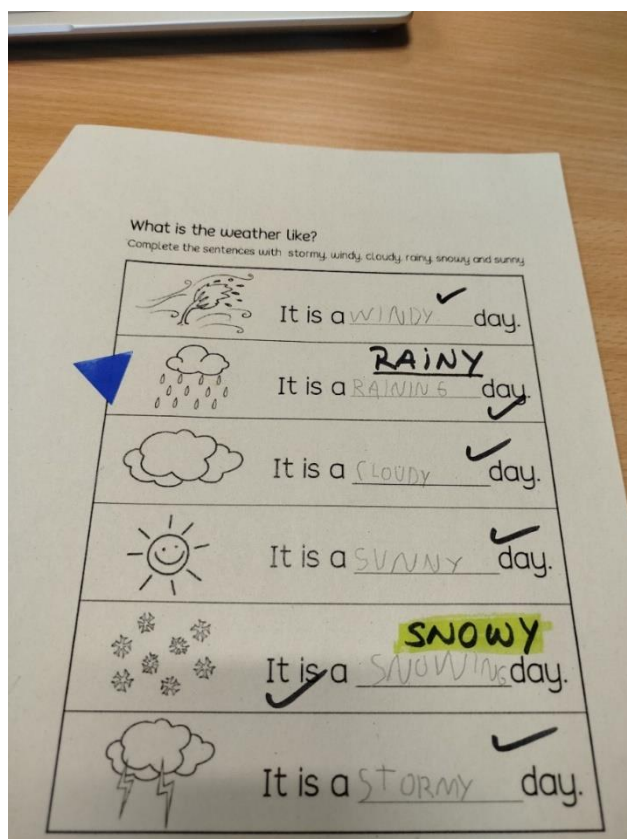 What is the weather like?
Complete the sentences with stormy, windy, cloudy, rainy, snowy and sunny
It is a WINDY day.
RAINY
It is a RAINING day.
It is a CLOUDY day.
It is a SUNNY day.
SNOWY
It is a SNOWING day.
It is a STORMY day.